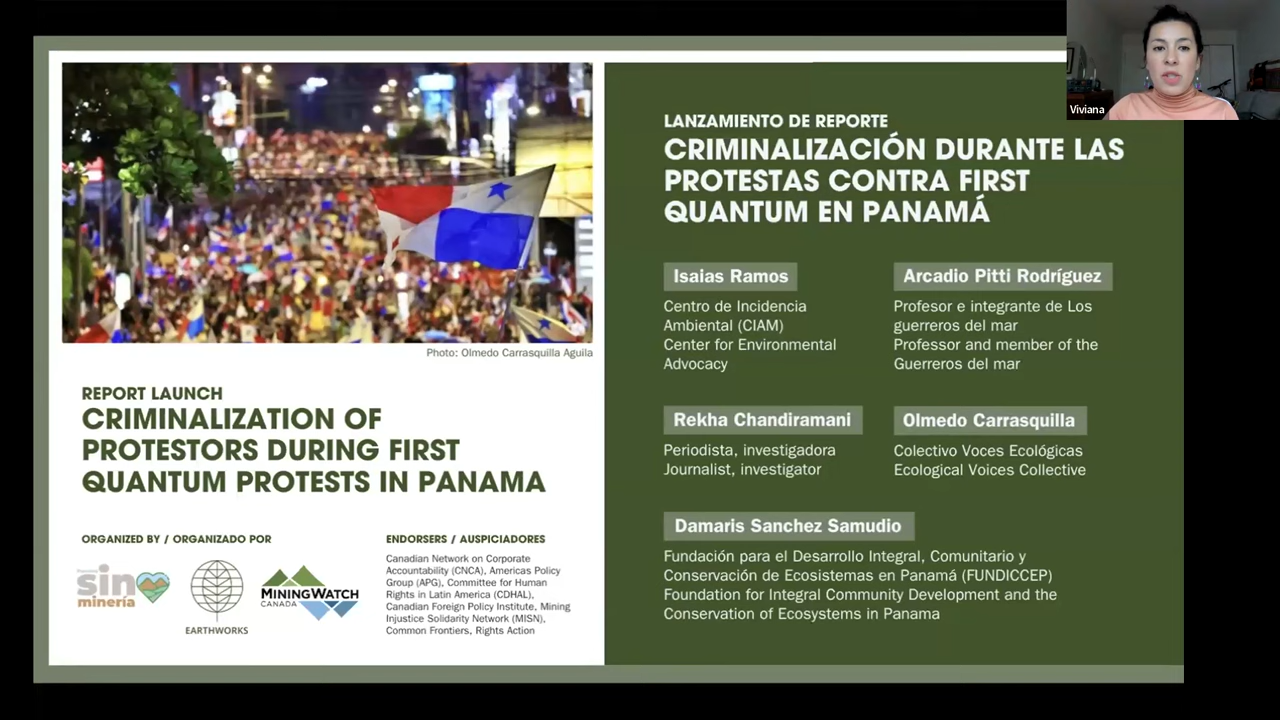 Viviana
Photo: Olmedo Carrasquilla Aguila
REPORT LAUNCH
CRIMINALIZATION OF
PROTESTORS DURING FIRST
QUANTUM PROTESTS IN PANAMA
ORGANIZED BY / ORGANIZADO POR
sin
minería
EARTHWORKS
MININGWATCH
CANADA
ENDORSERS / AUSPICIADORES
Canadian Network on Corporate
Accountability (CNCA), Americas Policy
Group (APG), Committee for Human
Rights in Latin America (CDHAL),
Canadian Foreign Policy Institute, Mining
Injustice Solidarity Network (MISN),
Common Frontiers, Rights Action
LANZAMIENTO DE REPORTE
CRIMINALIZACIÓN DURANTE LAS
PROTESTAS CONTRA FIRST
QUANTUM EN PANAMÁ
Isaias Ramos
Centro de Incidencia
Ambiental (CIAM)
Center for Environmental
Advocacy
Arcadio Pitti Rodríguez
Profesor e integrante de Los
guerreros del mar
Professor and member of the
Guerreros del mar
Rekha Chandiramani
Periodista, investigadora
Journalist, investigator
Olmedo Carrasquilla
Colectivo Voces Ecológicas
Ecological Voices Collective
Damaris Sanchez Samudio
Fundación para el Desarrollo Integral, Comunitario y
Conservación de Ecosistemas en Panamá (FUNDICCEP)
Foundation for Integral Community Development and the
Conservation of Ecosystems in Panama